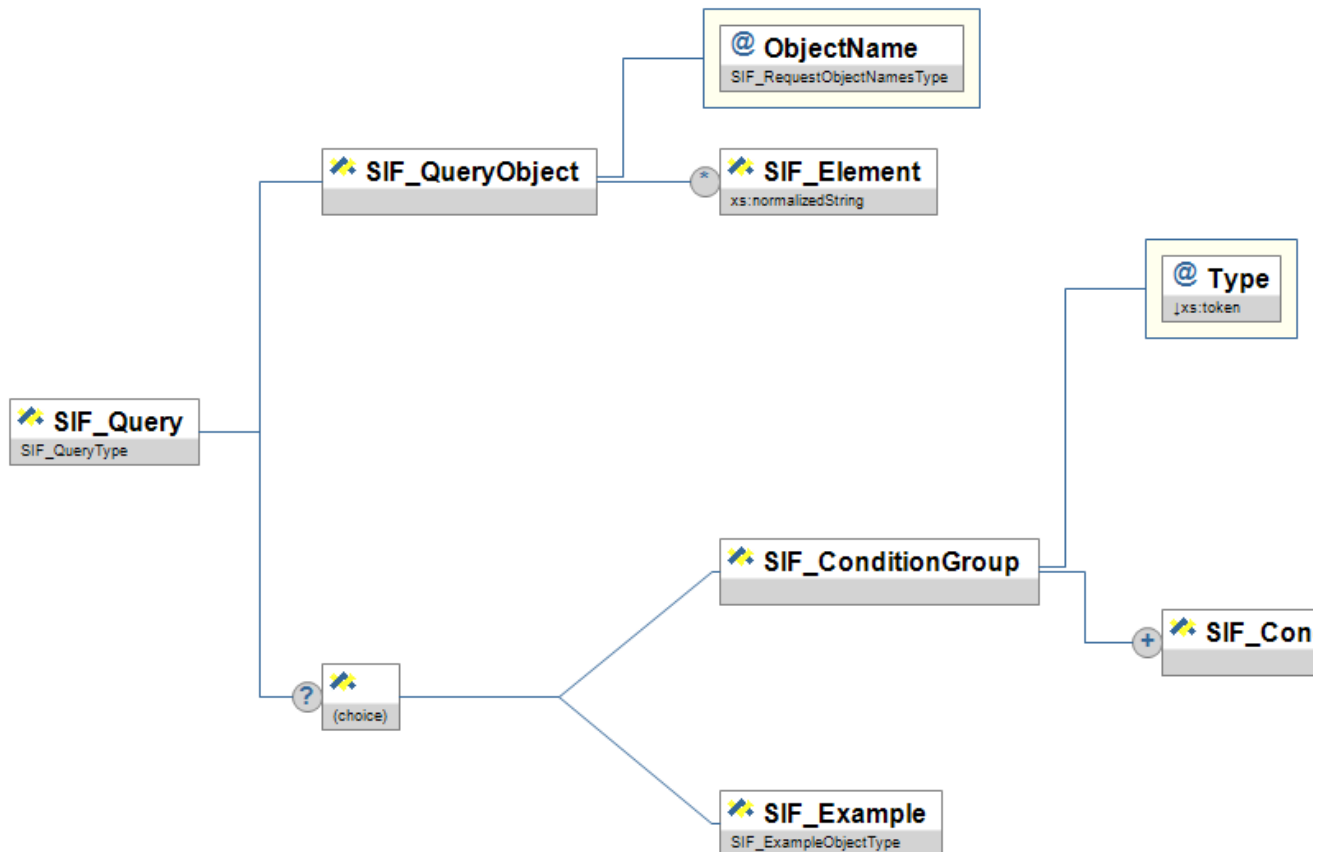 @ ObjectName
SIF_RequestObjectNamesType
SIF_QueryObject
* SIF_Element
xs:normalizedString
@ Type
↓xs:token
SIF_Query
SIF_QueryType
SIF_ConditionGroup
+ SIF_Con
?
(choice)
SIF_Example
SIF_ExampleObjectType